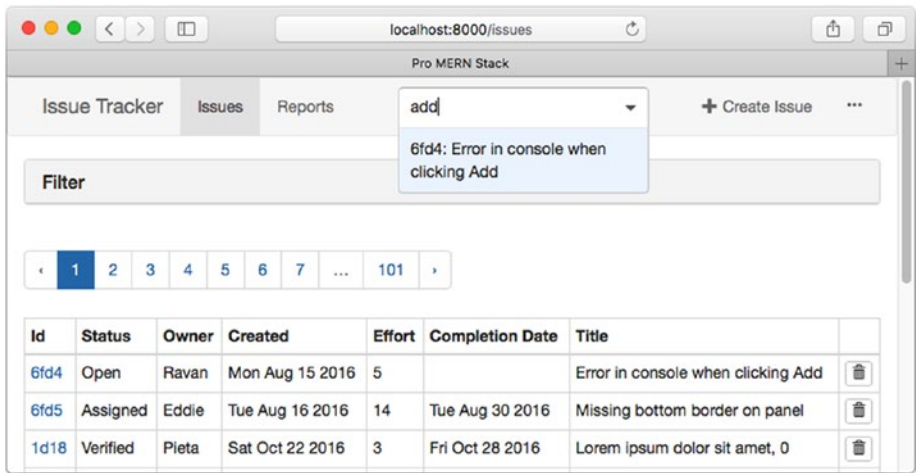 localhost:8000/issues
Pro MERN Stack
Issue Tracker Issues Reports add Create Issue ...
6fd4: Error in console when
clicking Add
Filter
‹ 1 2 3 4 5 6 7 ... 101 ›
Id Status Owner Created Effort Completion Date Title
6fd4 Open Ravan Mon Aug 15 2016 5 Error in console when clicking Add
6fd5 Assigned Eddie Tue Aug 16 2016 14 Tue Aug 30 2016 Missing bottom border on panel
1d18 Verified Pieta Sat Oct 22 2016 3 Fri Oct 28 2016 Lorem ipsum dolor sit amet, 0